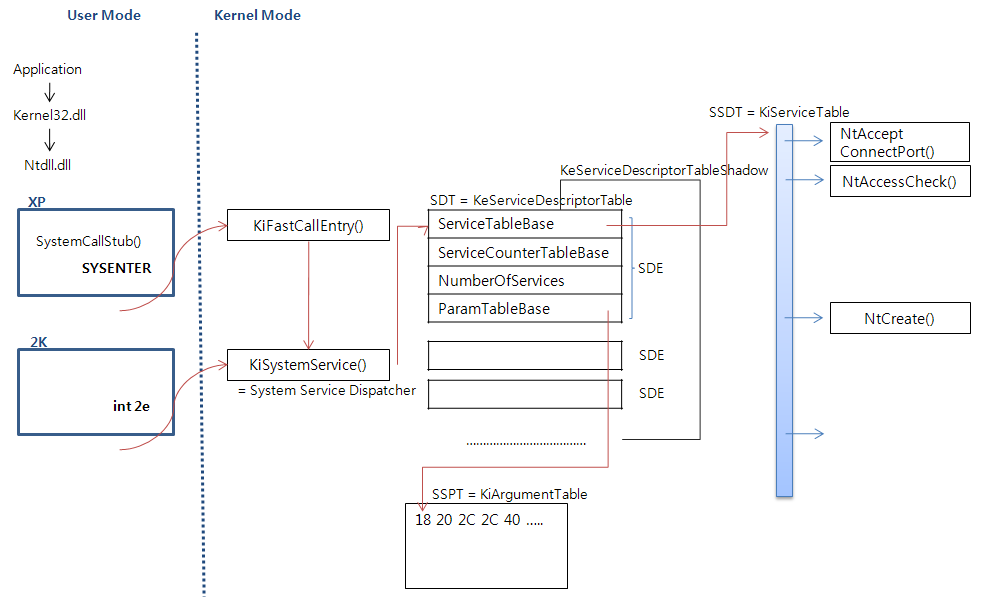 User Mode
Kernel Mode
Application
Kernel32.dll
Ntdll.dll
XP
SystemCallStub()
SYSENTER
2K
int 2e
KiFastCallEntry()
KiSystemService()
= System Service Dispatcher
KeServiceDescriptorTableShadow
SDT = KeServiceDescriptorTable
ServiceTableBase
ServiceCounterTableBase
NumberOfServices
ParamTableBase
SDE
SDE
SDE
.....................................
SSPT = KiArgumentTable
18 20 2C 2C 40 .....
SSDT = KiServiceTable
NtAccept
ConnectPort()
NtAccessCheck()
NtCreate()